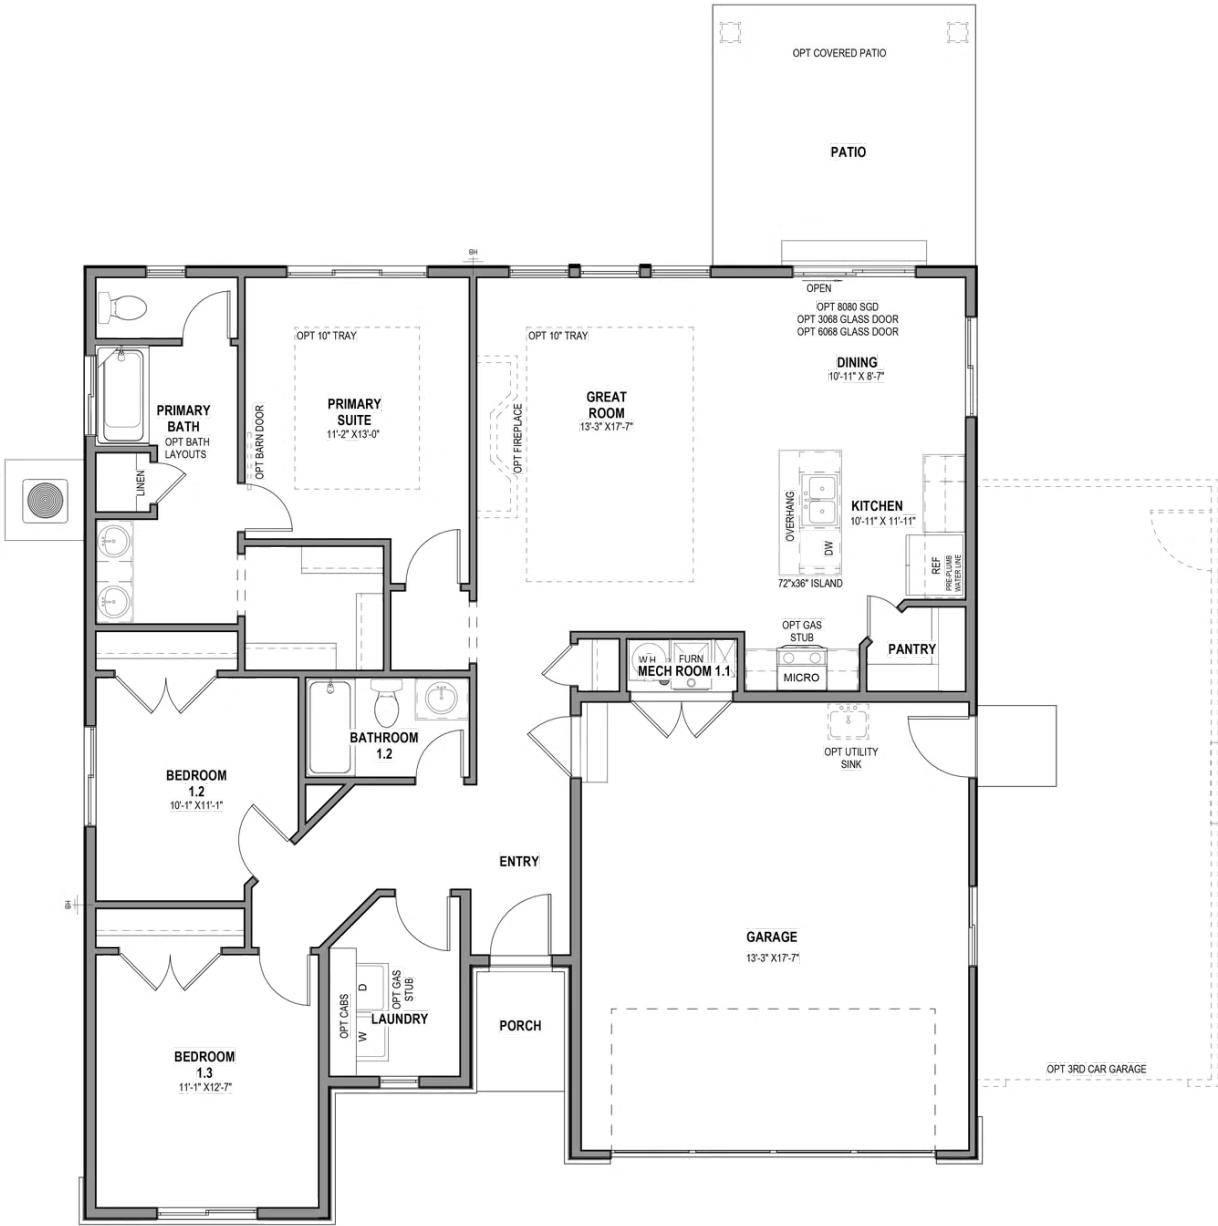 OPT COVERED PATIO
PATIO
BH
OPEN
OPT 8080 SGD
OPT 3068 GLASS DOOR
OPT 6068 GLASS DOOR
OPT 10" TRAY
OPT 10" TRAY
DINING
10'-11" X 8'-7"
PRIMARY
SUITE
11'-2" X13'-0"
GREAT
ROOM
13'-3" X17'-7"
PRIMARY
BATH
OPT BATH
LAYOUTS
OPT BARN DOOR
OPT FIREPLACE
LINEN
OVERHANG
KITCHEN
10'-11" X 11'-11"
DW
REF
PRE-PLUMB
WATER LINE
72"x36" ISLAND
OPT GAS
STUB
PANTRY
W H
FURN
MECH ROOM 1.1
MICRO
BATHROOM
1.2
OPT UTILITY
SINK
BEDROOM
1.2
10'-1" X11'-1"
ENTRY
BH
GARAGE
13'-3" X17'-7"
OPT CABS
D
W
OPT GAS
STUB
LAUNDRY
PORCH
BEDROOM
1.3
11'-1" X12'-7"
OPT 3RD CAR GARAGE